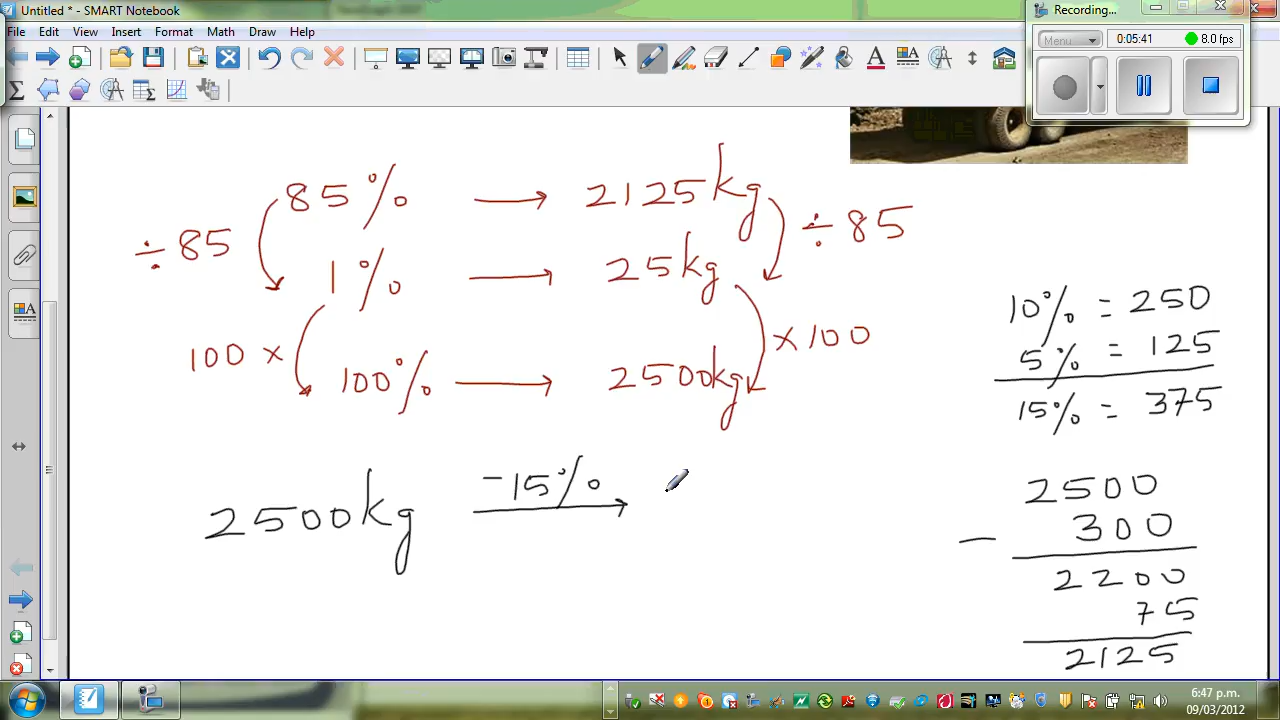 Untitled * - SMART Notebook
Recording...
File Edit View Insert Format Math Draw Help
Menu
00:05:41
8.0 fps
85% → 2125kg
÷85
÷85
1% → 25kg
100 ×
×100
100% → 2500kg
10% = 250
5% = 125
15% = 375
2500kg -15% →
2500
- 300
2200
75
2125
6:47 p.m.
09/03/2012